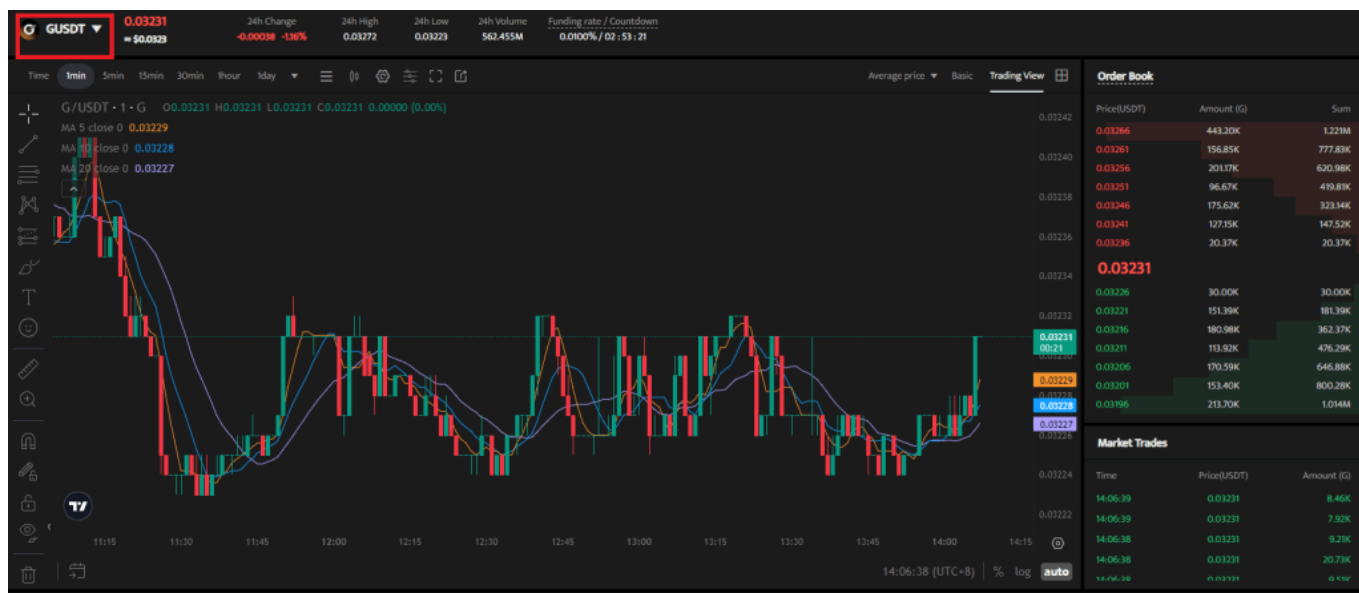 GUSDT ▼
0.03231
≈ $0.0323
24h Change
-0.00038 -1.16%
24h High
0.03272
24h Low
0.03223
24h Volume
562.455M
Funding rate / Countdown
0.0100% / 02 : 53 : 21
Time 1min 5min 15min 30min 1hour 1day ▼
Average price ▼ Basic Trading View
G/USDT · 1 · G O0.03231 H0.03231 L0.03231 C0.03231 0.00000 (0.00%)
MA 5 close 0 0.03229
MA 10 close 0 0.03228
MA 20 close 0 0.03227
0.03242
0.03240
0.03238
0.03236
0.03234
0.03232
0.03231
00:21
0.03230
0.03229
0.03228
0.03228
0.03227
0.03226
0.03224
0.03222
11:15 11:30 11:45 12:00 12:15 12:30 12:45 13:00 13:15 13:30 13:45 14:00 14:15
14:06:38 (UTC+8) % log auto
Order Book
Price(USDT) Amount (G) Sum
0.03266 443.20K 1.221M
0.03261 156.85K 777.83K
0.03256 201.17K 620.98K
0.03251 96.67K 419.81K
0.03246 175.62K 323.14K
0.03241 127.15K 147.52K
0.03236 20.37K 20.37K
0.03231
0.03226 30.00K 30.00K
0.03221 151.39K 181.39K
0.03216 180.98K 362.37K
0.03211 113.92K 476.29K
0.03206 170.59K 646.88K
0.03201 153.40K 800.28K
0.03196 213.70K 1.014M
Market Trades
Time Price(USDT) Amount (G)
14:06:39 0.03231 8.46K
14:06:39 0.03231 7.92K
14:06:38 0.03231 9.21K
14:06:38 0.03231 20.73K
14:06:38 0.03231 9.51K